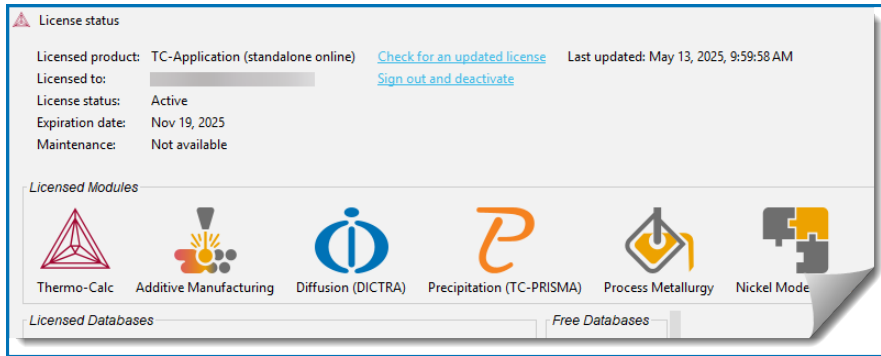 License status
Licensed product: TC-Application (standalone online) Check for an updated license Last updated: May 13, 2025, 9:59:58 AM
Licensed to: Sign out and deactivate
License status: Active
Expiration date: Nov 19, 2025
Maintenance: Not available
Licensed Modules
Thermo-Calc Additive Manufacturing Diffusion (DICTRA) Precipitation (TC-PRISMA) Process Metallurgy Nickel
Licensed Databases Free Databases